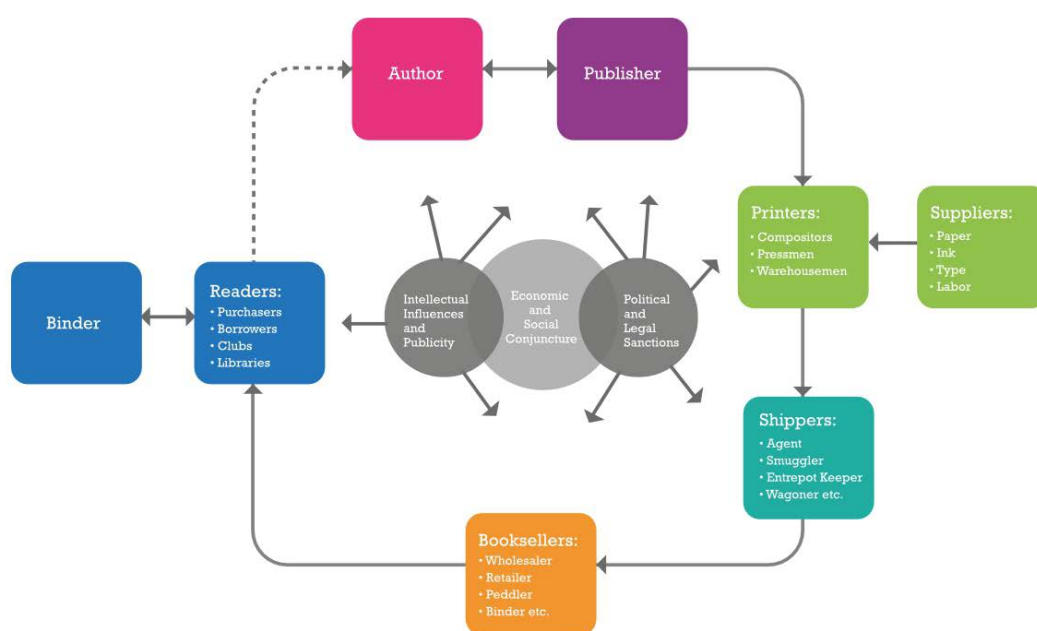 Author
Publisher
Printers:
• Compositors
• Pressmen
• Warehousemen
Suppliers:
• Paper
• Ink
• Type
• Labor
Binder
Readers:
• Purchasers
• Borrowers
• Clubs
• Libraries
Intellectual
Influences
and
Publicity
Economic
and
Social
Conjuncture
Political
and
Legal
Sanctions
Shippers:
• Agent
• Smuggler
• Entrepot Keeper
• Wagoner etc.
Booksellers:
• Wholesaler
• Retailer
• Peddler
• Binder etc.